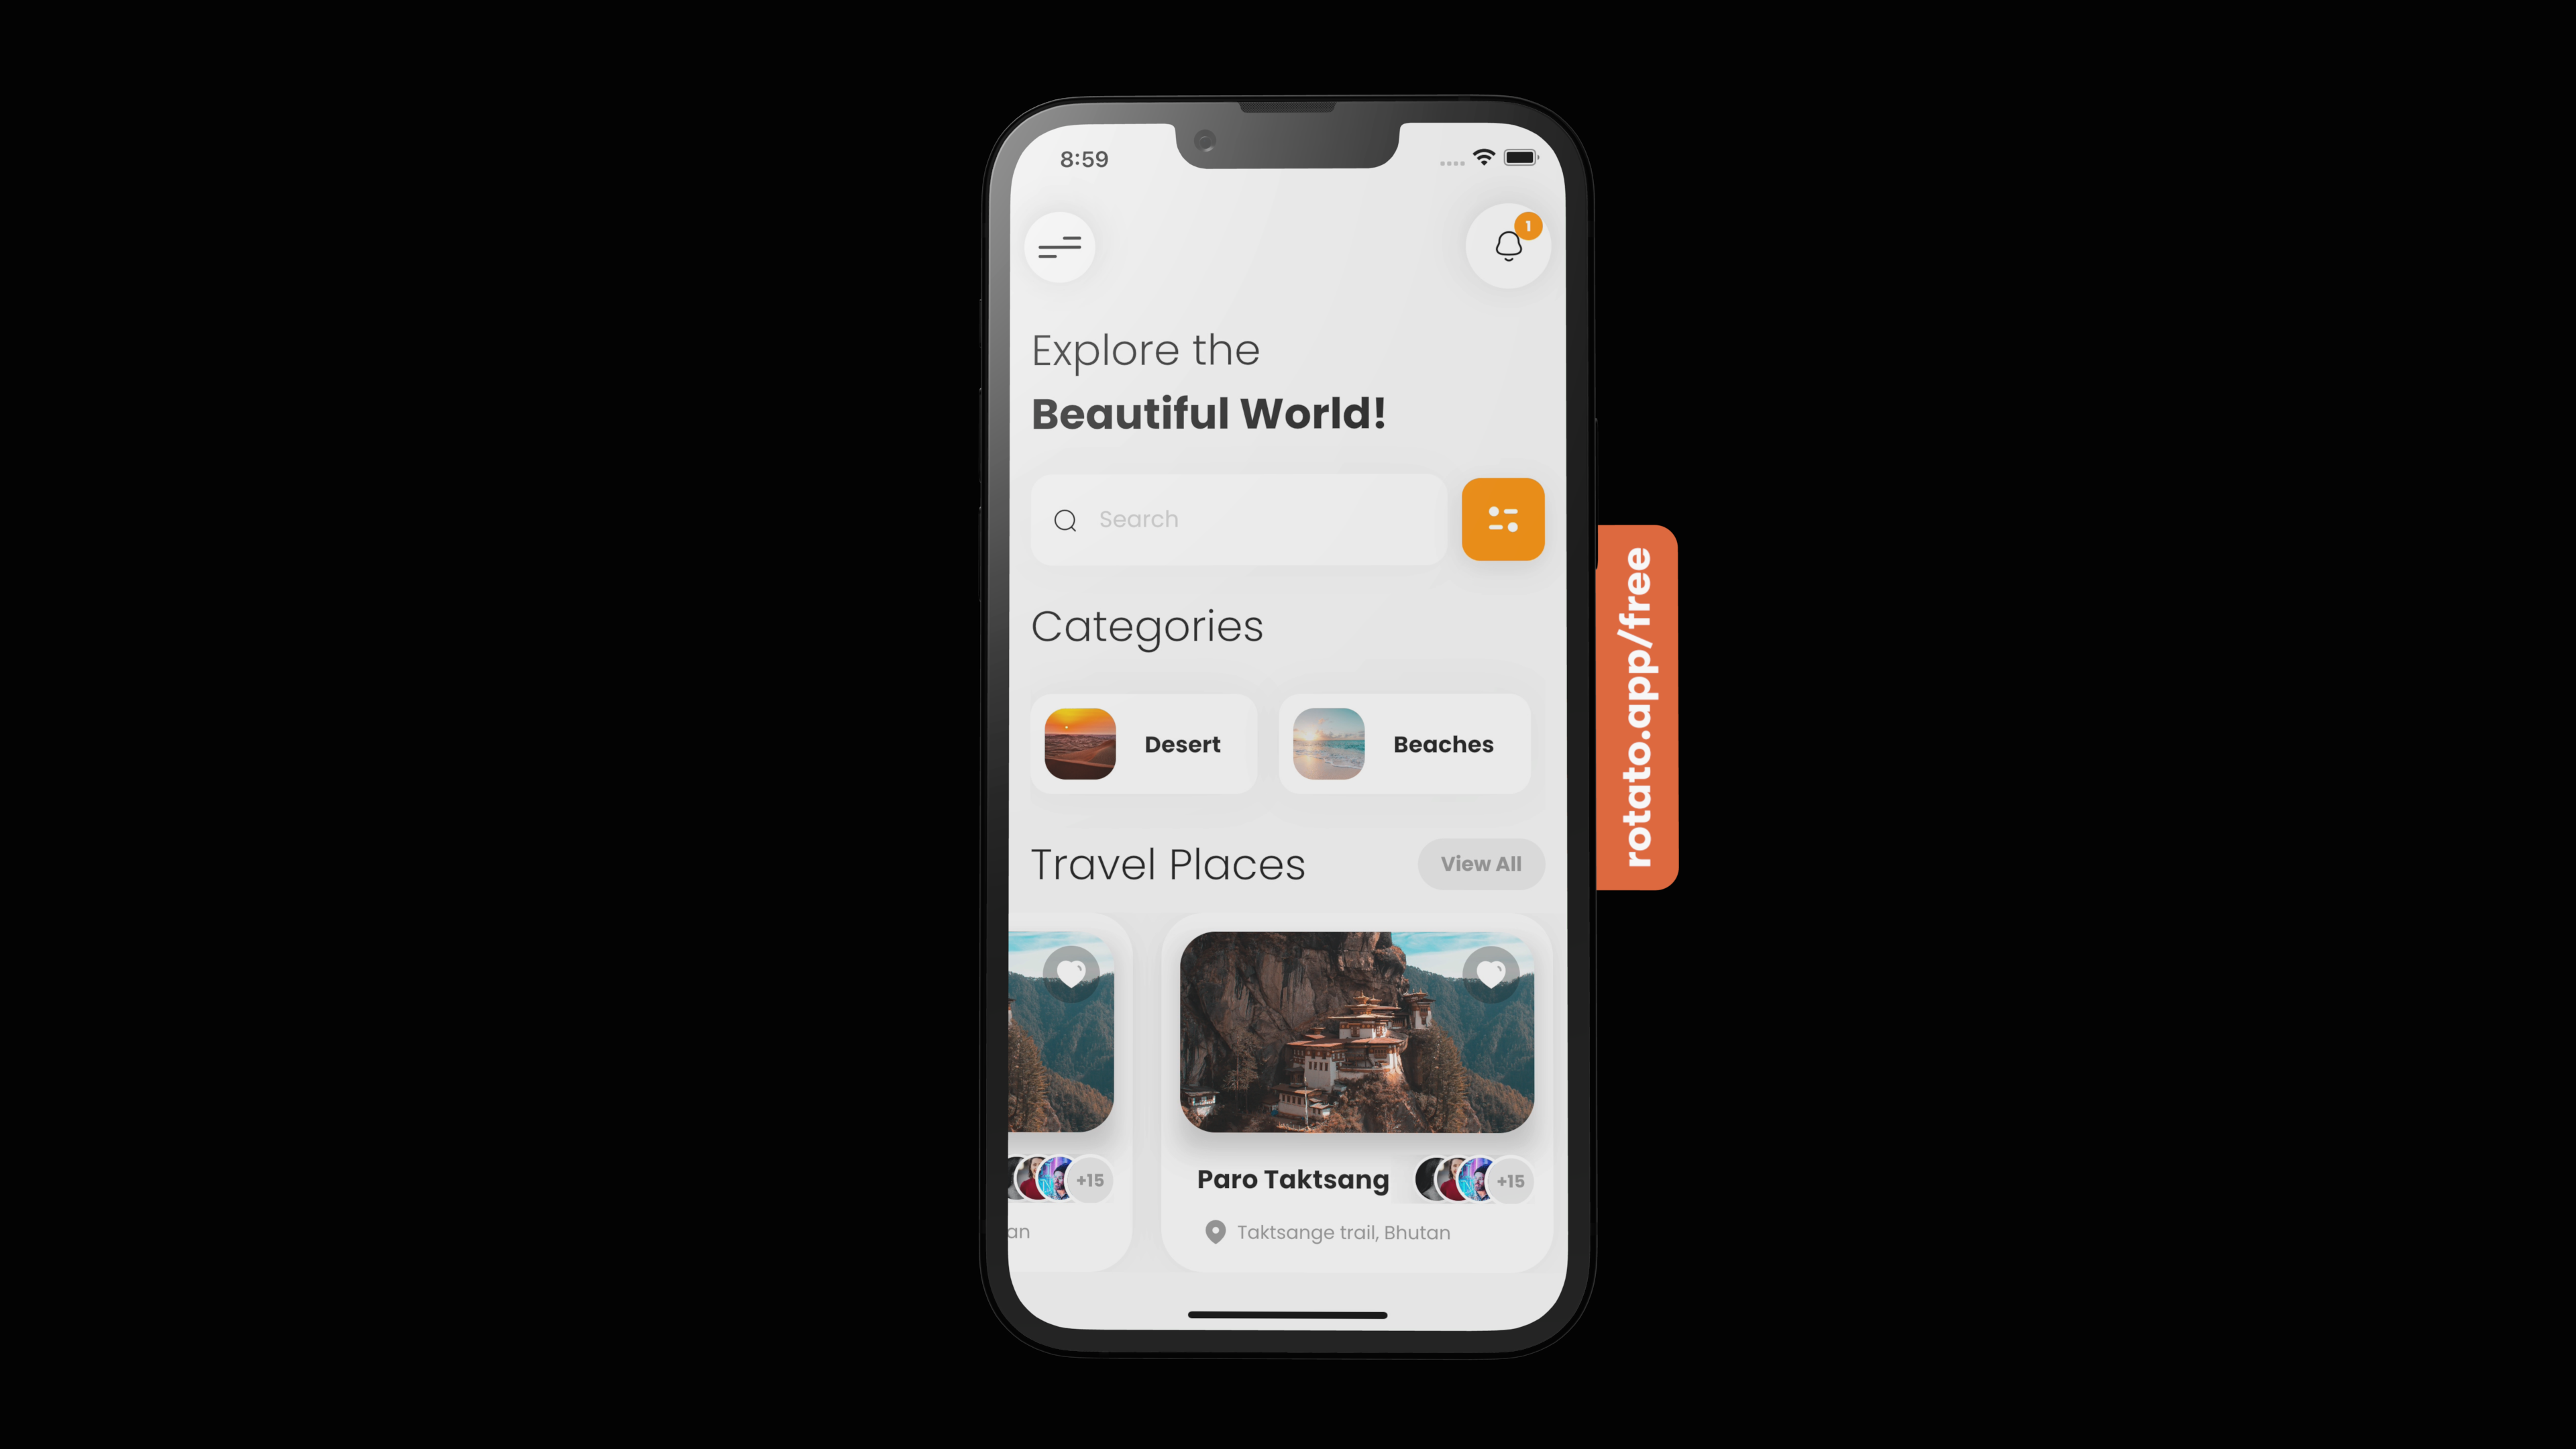 8:59
1
Explore the
Beautiful World!
Search
Categories
Desert
Beaches
Travel Places
View All
+15
an
Paro Taktsang
+15
Taktsange trail, Bhutan
rotato.app/free